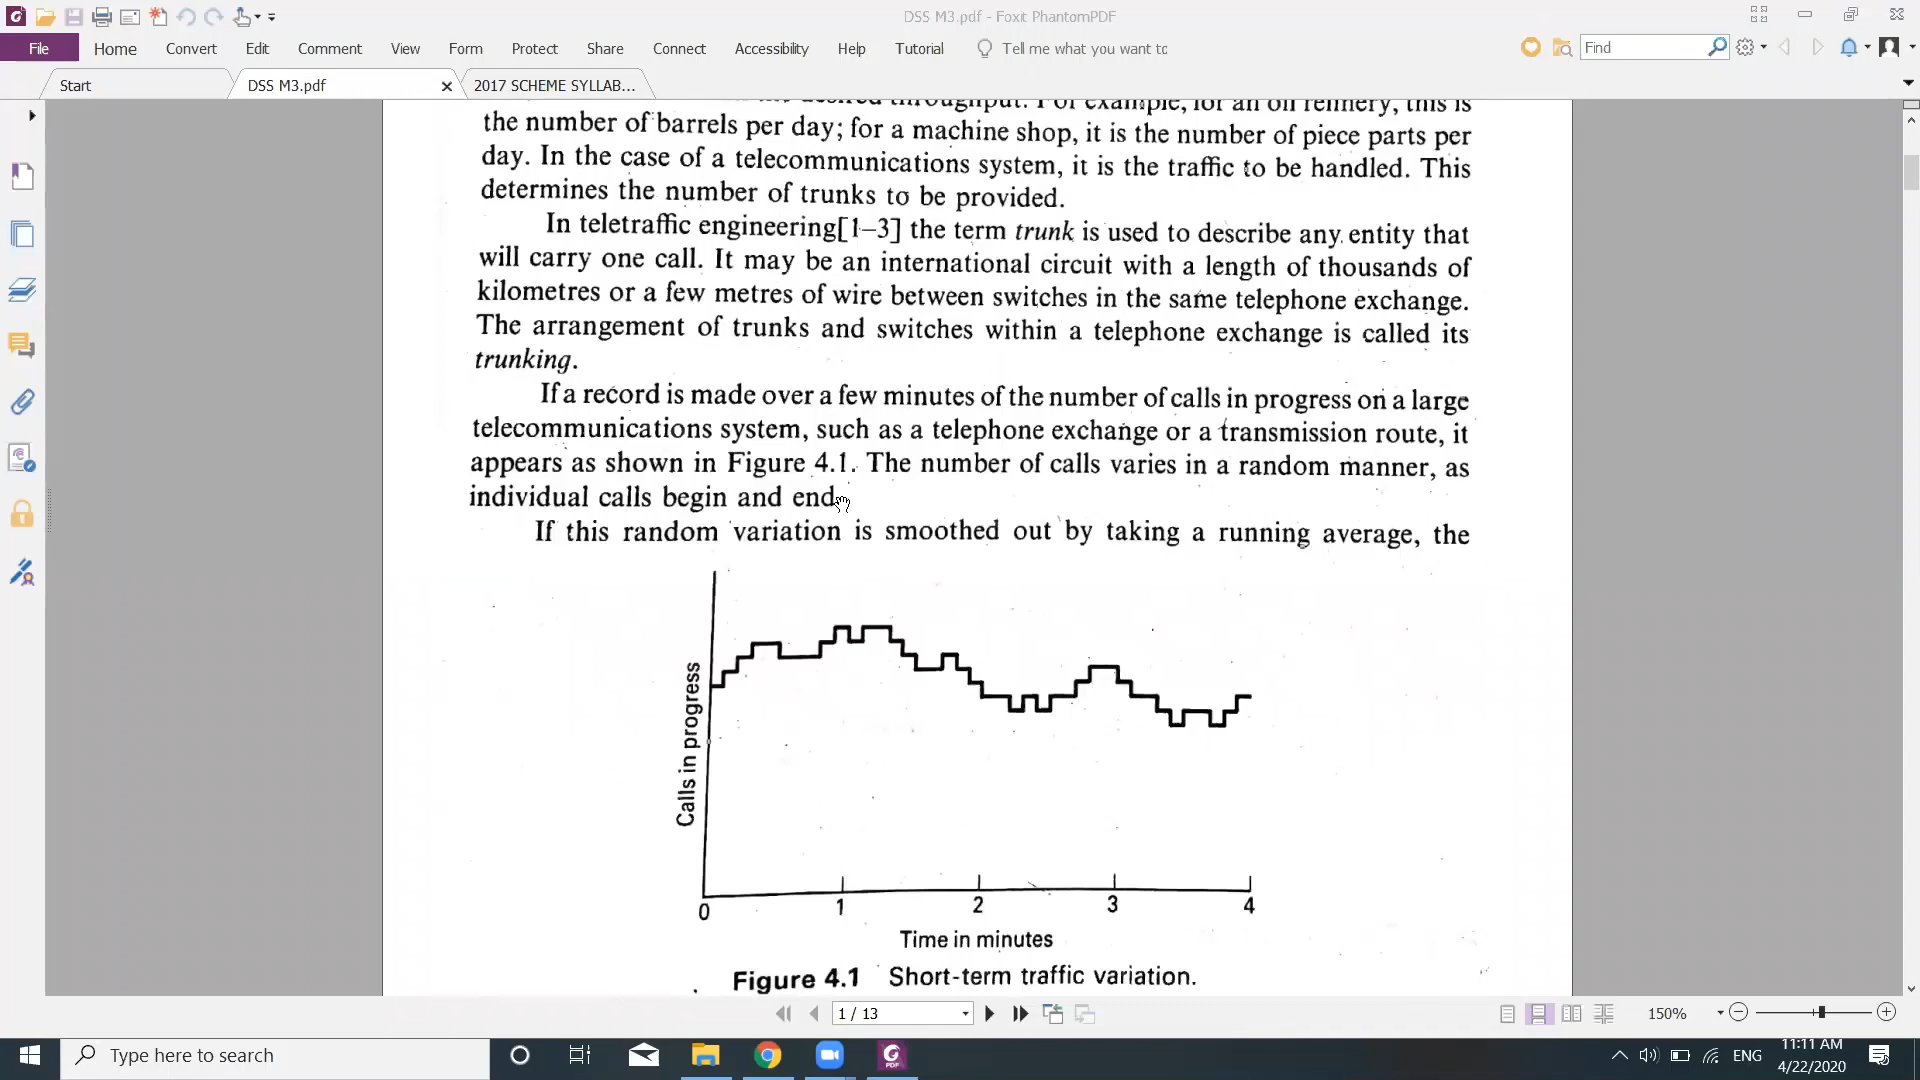 DSS M3.pdf - Foxit PhantomPDF
File Home Convert Edit Comment View Form Protect Share Connect Accessibility Help Tutorial Tell me what you want to Find
Start DSS M3.pdf 2017 SCHEME SYLLAB...
the desired throughput. For example, for an oil refinery, this is
the number of barrels per day; for a machine shop, it is the number of piece parts per
day. In the case of a telecommunications system, it is the traffic to be handled. This
determines the number of trunks to be provided.
In teletraffic engineering[1–3] the term trunk is used to describe any entity that
will carry one call. It may be an international circuit with a length of thousands of
kilometres or a few metres of wire between switches in the same telephone exchange.
The arrangement of trunks and switches within a telephone exchange is called its
trunking.
If a record is made over a few minutes of the number of calls in progress on a large
telecommunications system, such as a telephone exchange or a transmission route, it
appears as shown in Figure 4.1. The number of calls varies in a random manner, as
individual calls begin and end.
If this random variation is smoothed out by taking a running average, the
Calls in progress
0 1 2 3 4
Time in minutes
Figure 4.1 Short-term traffic variation.
1 / 13
150%
Type here to search
ENG
11:11 AM
4/22/2020